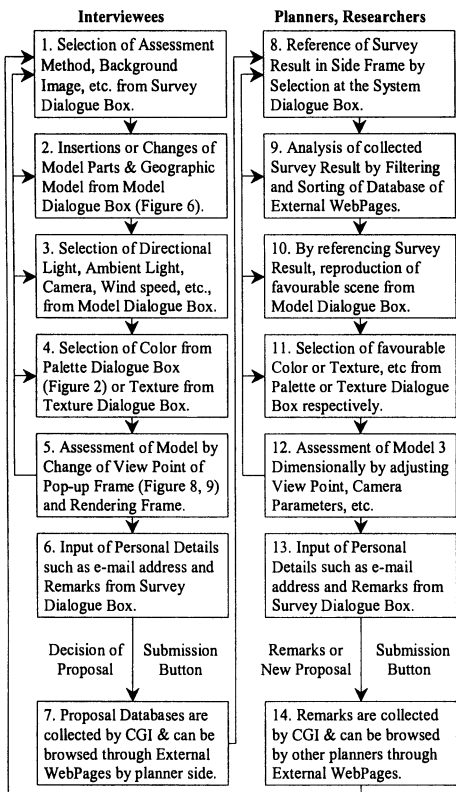 Interviewees
1. Selection of Assessment
Method, Background
Image, etc. from Survey
Dialogue Box.
2. Insertions or Changes of
Model Parts & Geographic
Model from Model
Dialogue Box (Figure 6).
3. Selection of Directional
Light, Ambient Light,
Camera, Wind speed, etc.,
from Model Dialogue Box.
4. Selection of Color from
Palette Dialogue Box
(Figure 2) or Texture from
Texture Dialogue Box.
5. Assessment of Model by
Change of View Point of
Pop-up Frame (Figure 8, 9)
and Rendering Frame.
6. Input of Personal Details
such as e-mail address and
Remarks from Survey
Dialogue Box.
Decision of
Proposal
Submission
Button
7. Proposal Databases are
collected by CGI & can be
browsed through External
WebPages by planner side.
Planners, Researchers
8. Reference of Survey
Result in Side Frame by
Selection at the System
Dialogue Box.
9. Analysis of collected
Survey Result by Filtering
and Sorting of Database of
External WebPages.
10. By referencing Survey
Result, reproduction of
favourable scene from
Model Dialogue Box.
11. Selection of favourable
Color or Texture, etc from
Palette or Texture Dialogue
Box respectively.
12. Assessment of Model 3
Dimensionally by adjusting
View Point, Camera
Parameters, etc.
13. Input of Personal
Details such as e-mail
address and Remarks from
Survey Dialogue Box.
Remarks or
New Proposal
Submission
Button
14. Remarks are collected
by CGI & can be browsed
by other planners through
External WebPages.